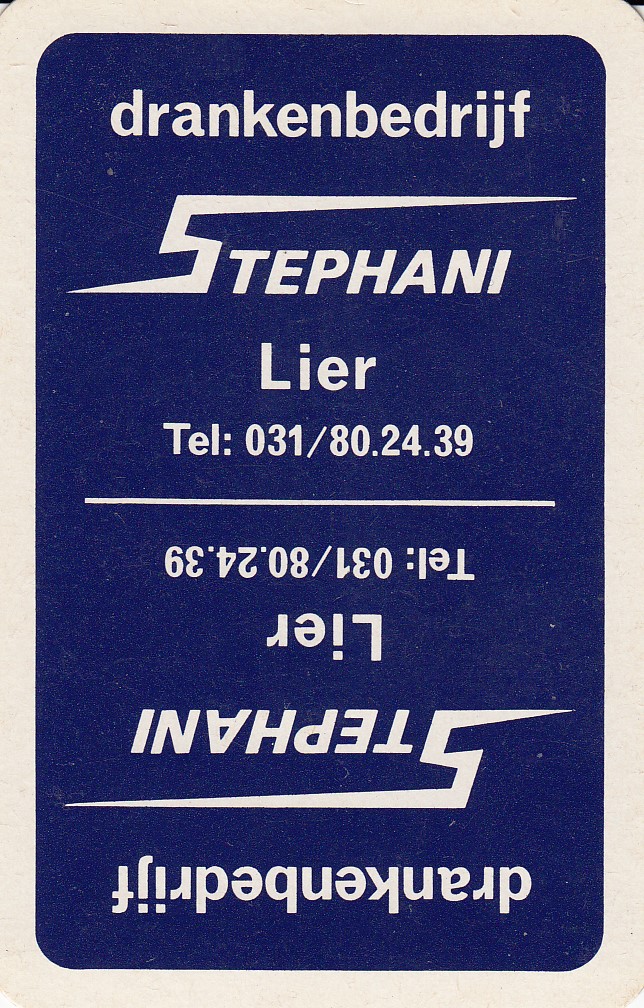 drankenbedrijf
STEPHANI
Lier
Tel: 031/80.24.39
Tel: 031/80.24.39
Lier
STEPHANI
drankenbedrijf